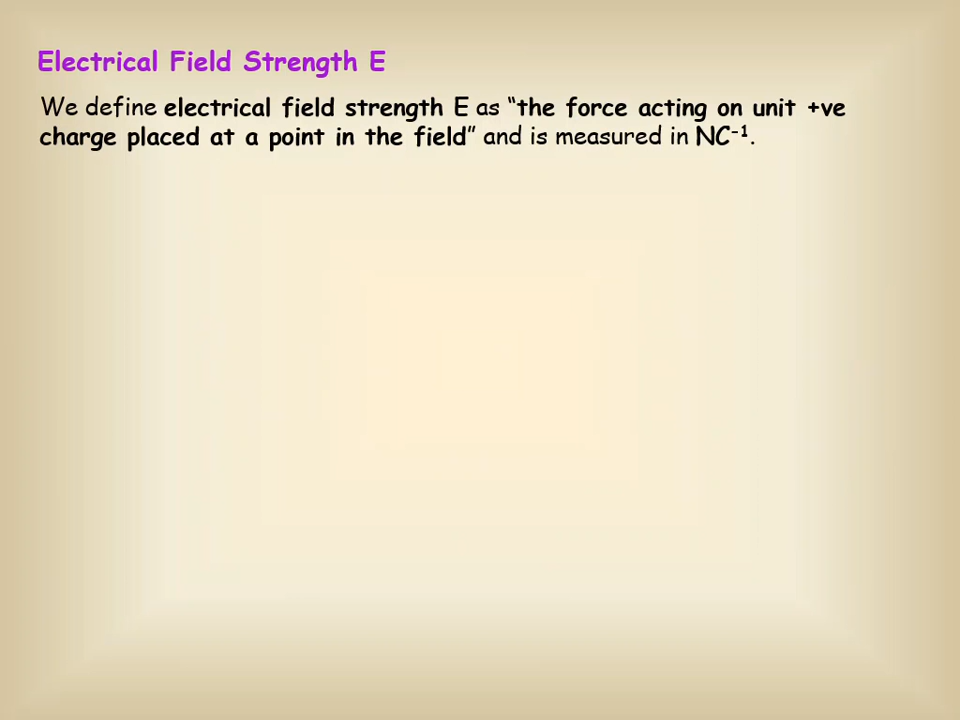 Electrical Field Strength E
We define electrical field strength E as “the force acting on unit +ve
charge placed at a point in the field” and is measured in NC⁻¹.